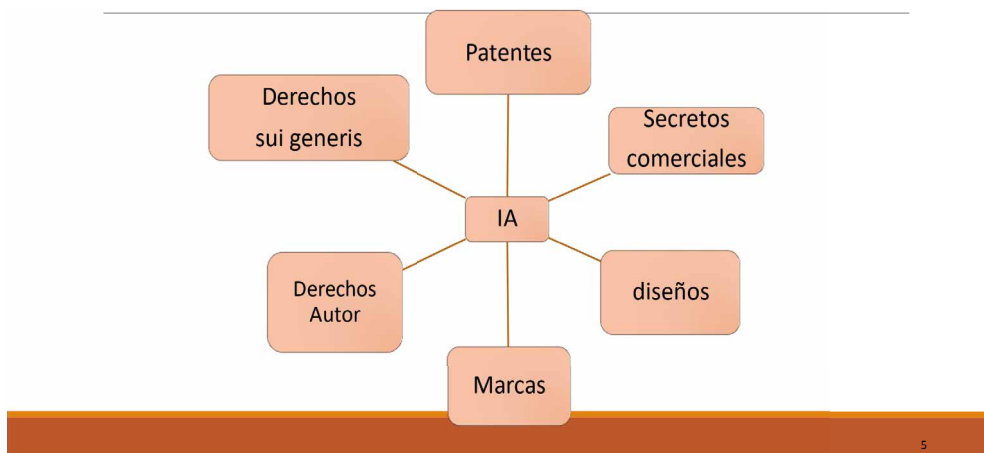 Patentes
Derechos
sui generis
Secretos
comerciales
IA
Derechos
Autor
diseños
Marcas
5